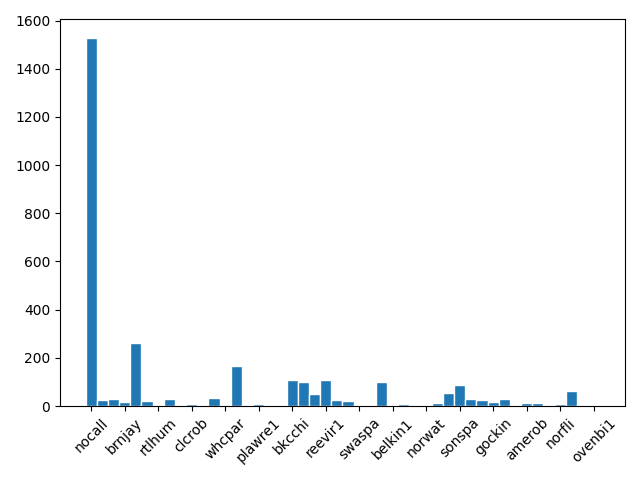 1600
1400
1200
1000
800
600
400
200
0
nocall
brnjay
rtlhum
clcrob
whcpar
plawre1
bkcchi
reevir1
swaspa
belkin1
norwat
sonspa
gockin
amerob
norfli
ovenbi1